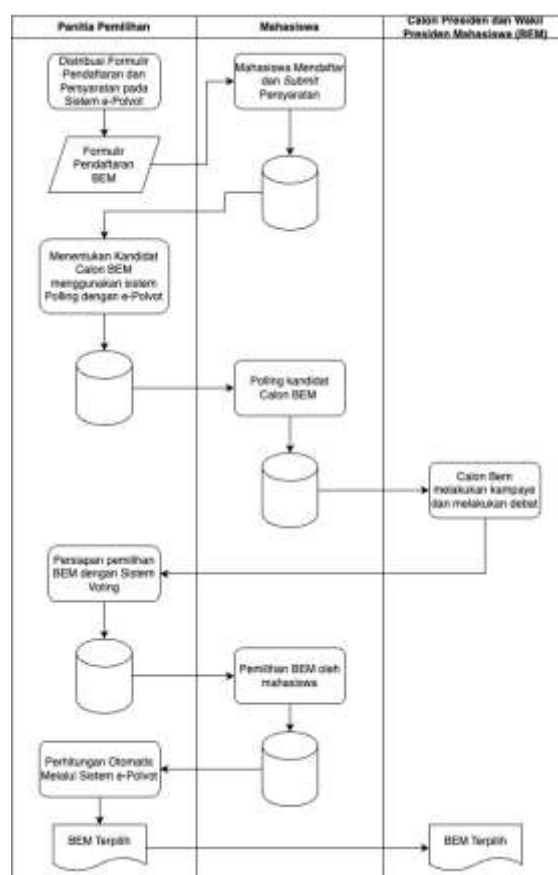 Panitia Pemilihan
Mahasiswa
Calon Presiden dan Wakil
Presiden Mahasiswa (BEM)
Distribusi Formulir
Pendaftaran dan
Persyaratan pada
Sistem e-Polvot
Mahasiswa Mendaftar
dan Submit
Persyaratan
Formulir
Pendaftaran
BEM
Menentukan Kandidat
Calon BEM
menggunakan sistem
Polling dengan e-Polvot
Polling kandidat
Calon BEM
Calon Bem
melakukan kampaye
dan melakukan debat
Persiapan pemilihan
BEM dengan Sistem
Voting
Pemilihan BEM oleh
mahasiswa
Perhitungan Otomatis
Melalui Sistem e-Polvot
BEM Terpilih
BEM Terpilih